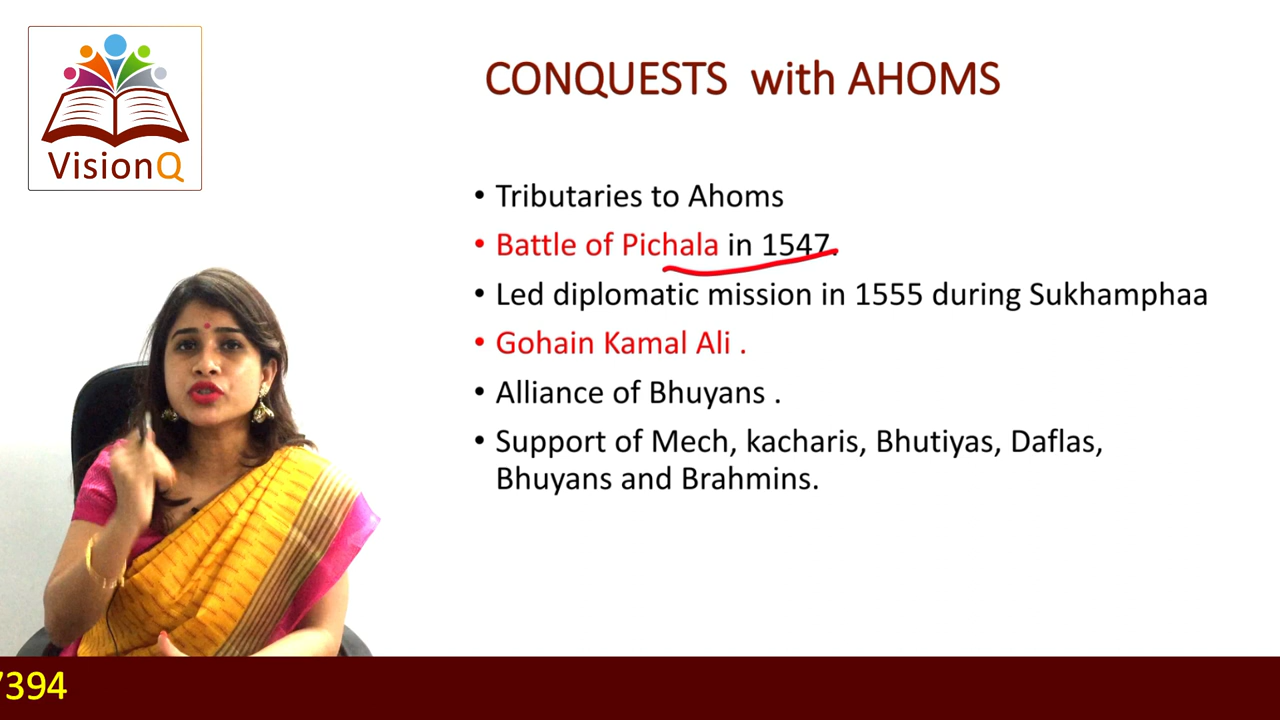 VisionQ
CONQUESTS with AHOMS
• Tributaries to Ahoms
• Battle of Pichala in 1547.
• Led diplomatic mission in 1555 during Sukhamphaa
• Gohain Kamal Ali .
• Alliance of Bhuyans .
• Support of Mech, kacharis, Bhutiyas, Daflas,
Bhuyans and Brahmins.
7394